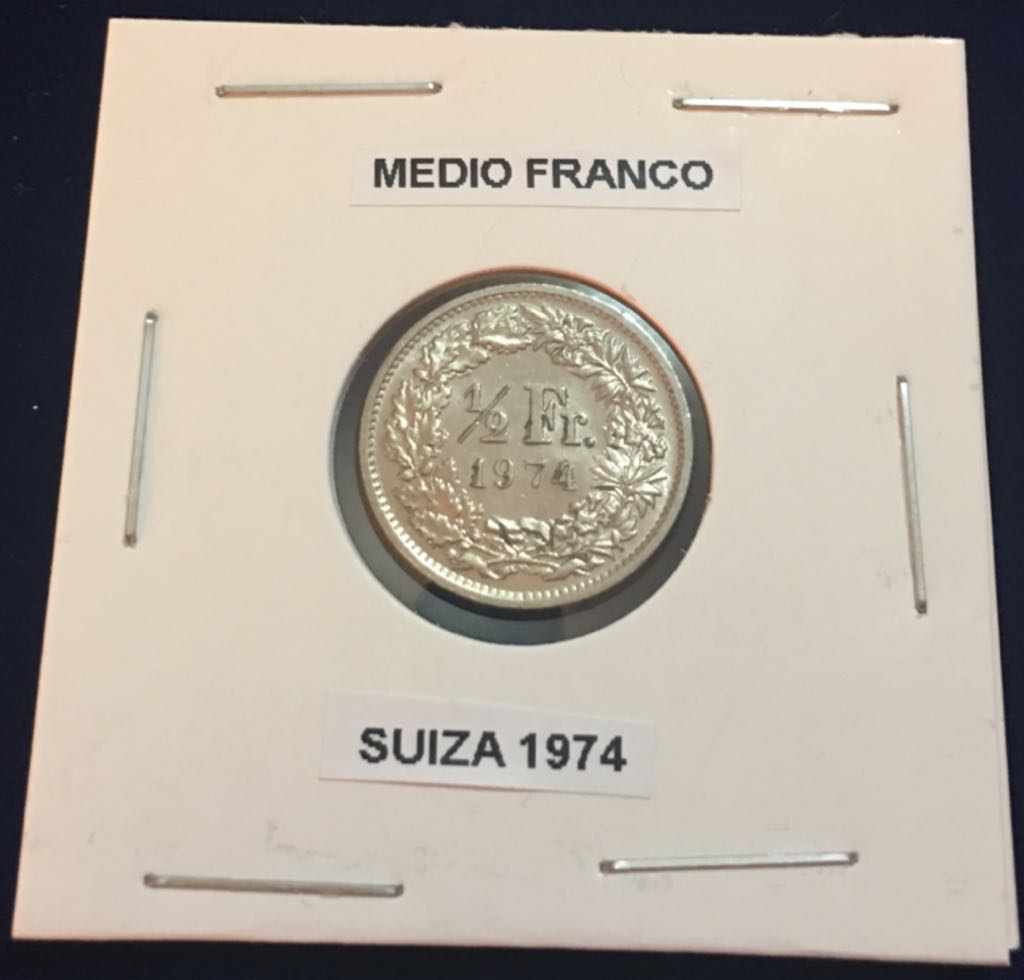 MEDIO FRANCO
½ Fr.
1974
SUIZA 1974